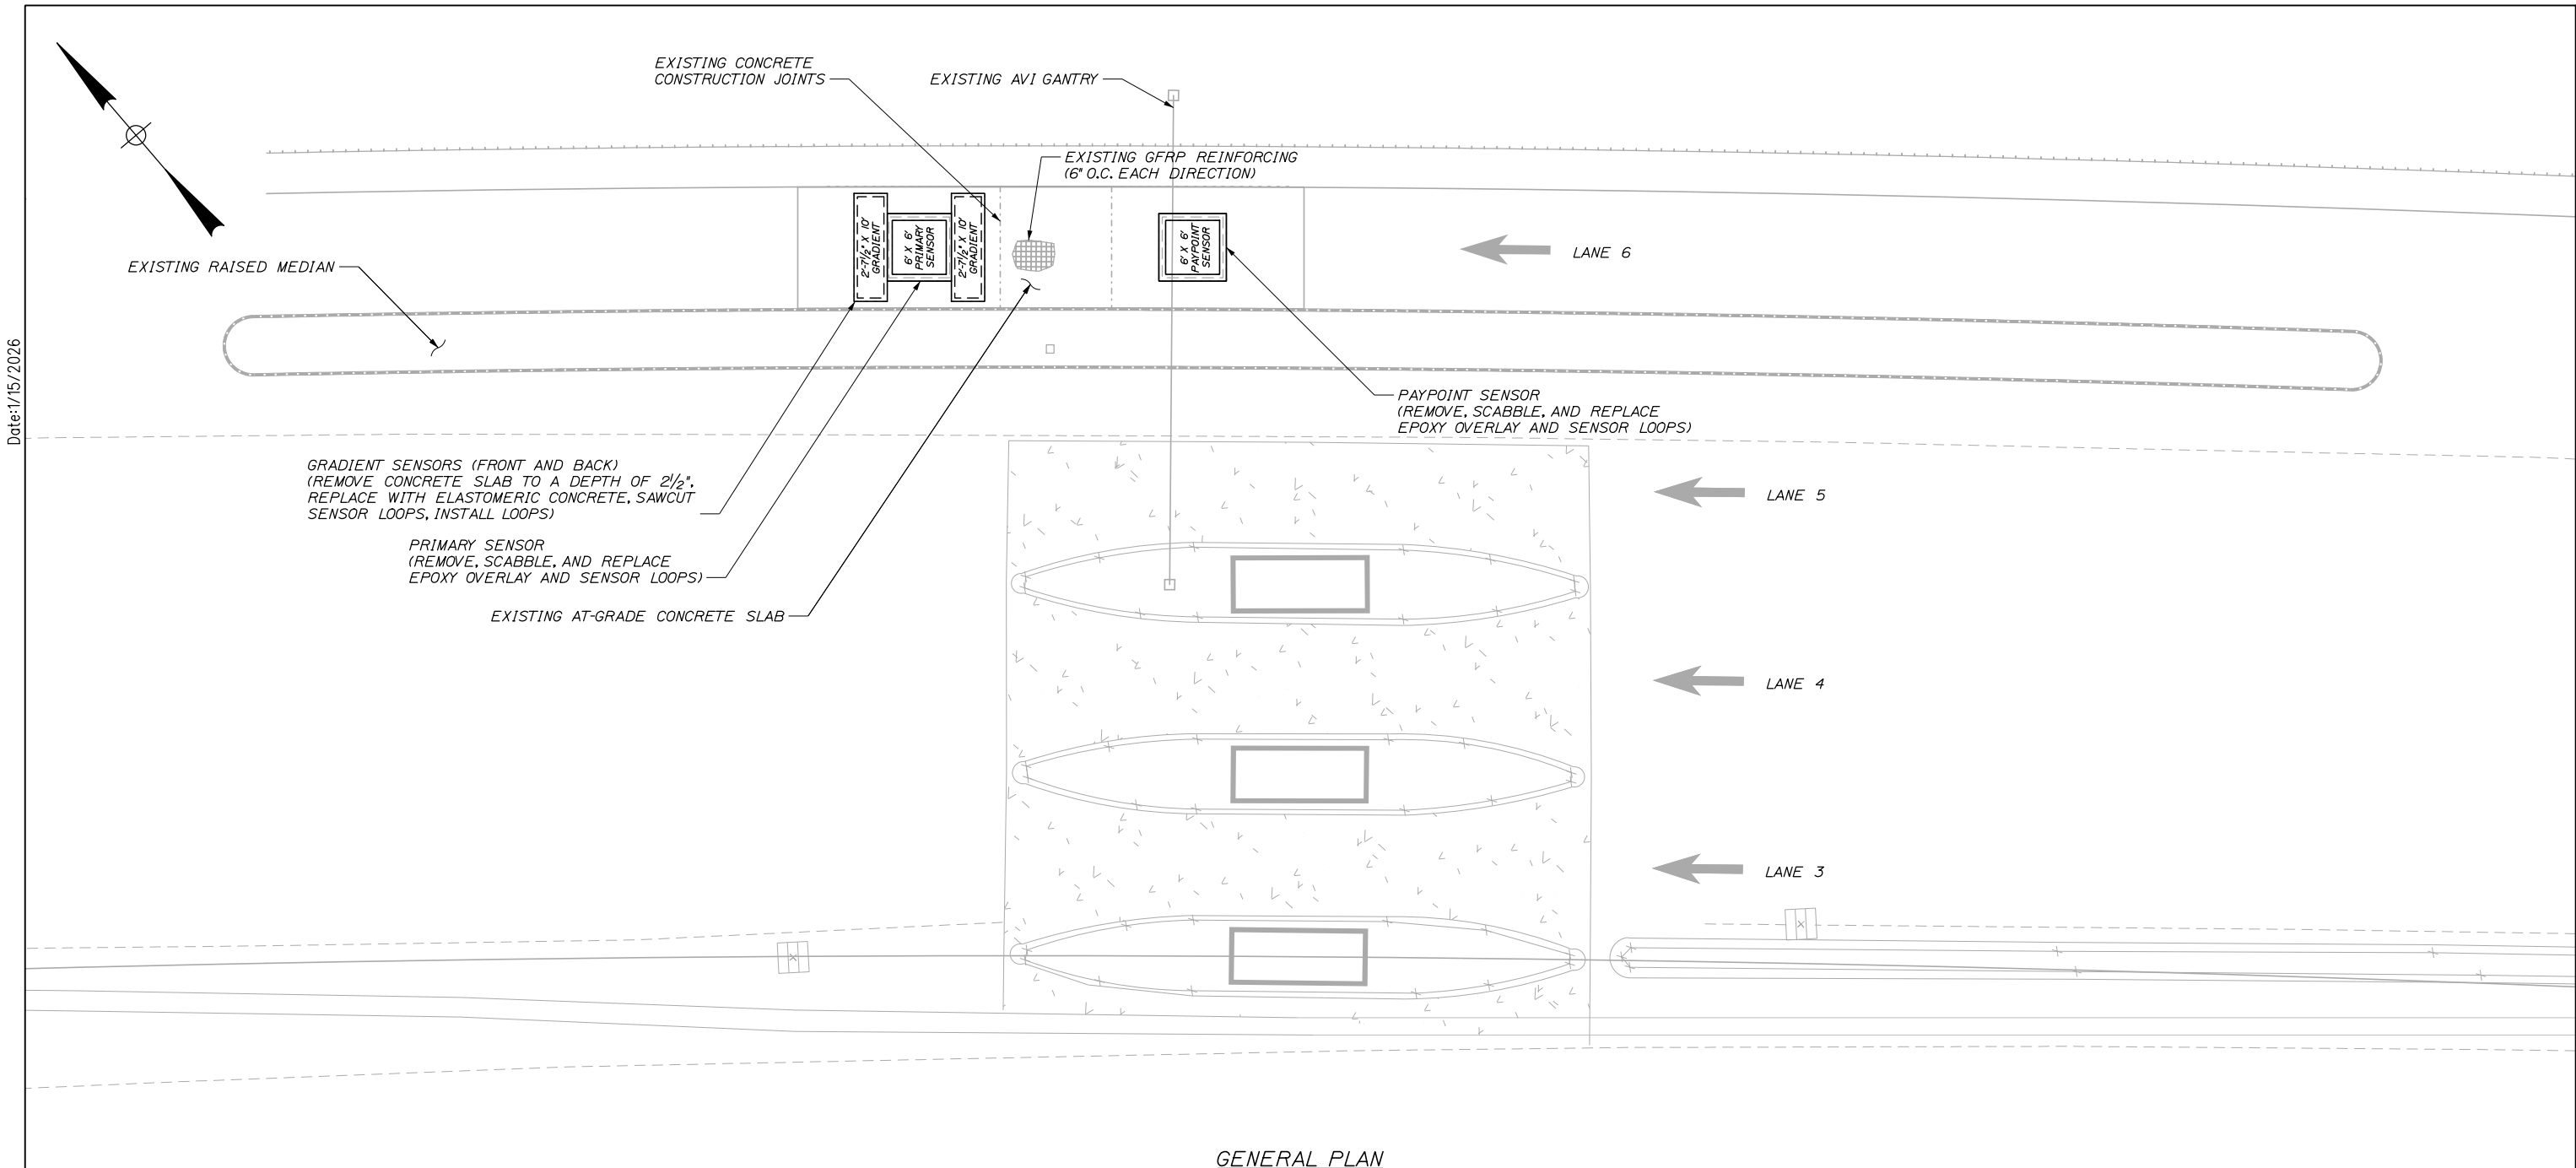 EXISTING CONCRETE
CONSTRUCTION JOINTS
EXISTING AVI GANTRY
EXISTING GFRP REINFORCING
(6" O.C. EACH DIRECTION)
2'-7½" X 10'
GRADIENT
6' X 6'
PRIMARY
SENSOR
2'-7½" X 10'
GRADIENT
6' X 6'
PAYPOINT
SENSOR
LANE 6
EXISTING RAISED MEDIAN
Date:1/15/2026
PAYPOINT SENSOR
(REMOVE, SCABBLE, AND REPLACE
EPOXY OVERLAY AND SENSOR LOOPS)
GRADIENT SENSORS (FRONT AND BACK)
(REMOVE CONCRETE SLAB TO A DEPTH OF 2½",
REPLACE WITH ELASTOMERIC CONCRETE, SAWCUT
SENSOR LOOPS, INSTALL LOOPS)
LANE 5
PRIMARY SENSOR
(REMOVE, SCABBLE, AND REPLACE
EPOXY OVERLAY AND SENSOR LOOPS)
EXISTING AT-GRADE CONCRETE SLAB
LANE 4
LANE 3
GENERAL PLAN